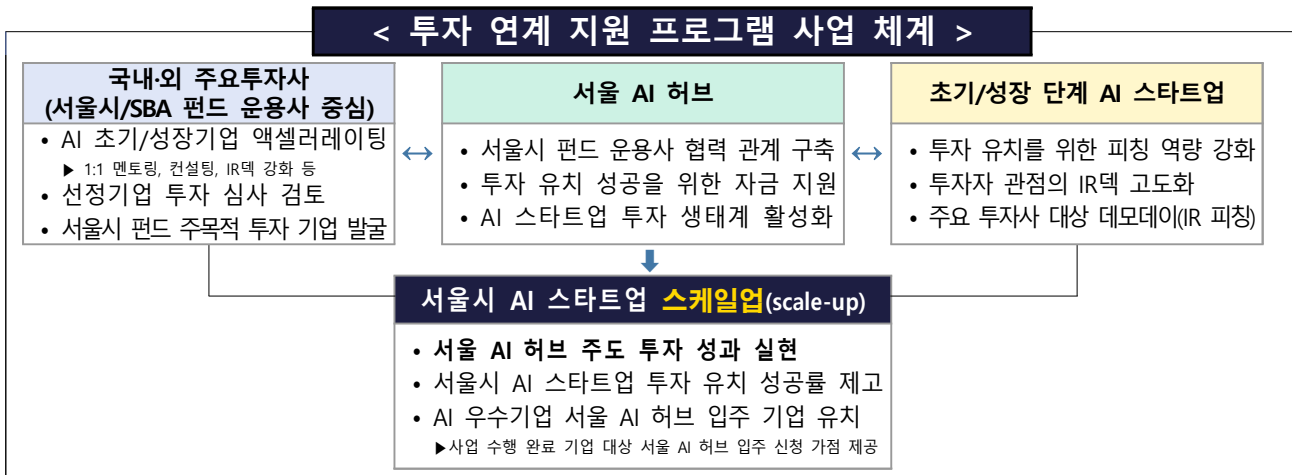 < 투자 연계 지원 프로그램 사업 체계 >
국내·외 주요투자사
(서울시/SBA 펀드 운용사 중심)
• AI 초기/성장기업 액셀러레이팅
▶ 1:1 멘토링, 컨설팅, IR덱 강화 등
• 선정기업 투자 심사 검토
• 서울시 펀드 주목적 투자 기업 발굴
↔
서울 AI 허브
• 서울시 펀드 운용사 협력 관계 구축
• 투자 유치 성공을 위한 자금 지원
• AI 스타트업 투자 생태계 활성화
↔
초기/성장 단계 AI 스타트업
• 투자 유치를 위한 피칭 역량 강화
• 투자자 관점의 IR덱 고도화
• 주요 투자사 대상 데모데이(IR 피칭)
서울시 AI 스타트업 스케일업(scale-up)
• 서울 AI 허브 주도 투자 성과 실현
• 서울시 AI 스타트업 투자 유치 성공률 제고
• AI 우수기업 서울 AI 허브 입주 기업 유치
▶사업 수행 완료 기업 대상 서울 AI 허브 입주 신청 가점 제공